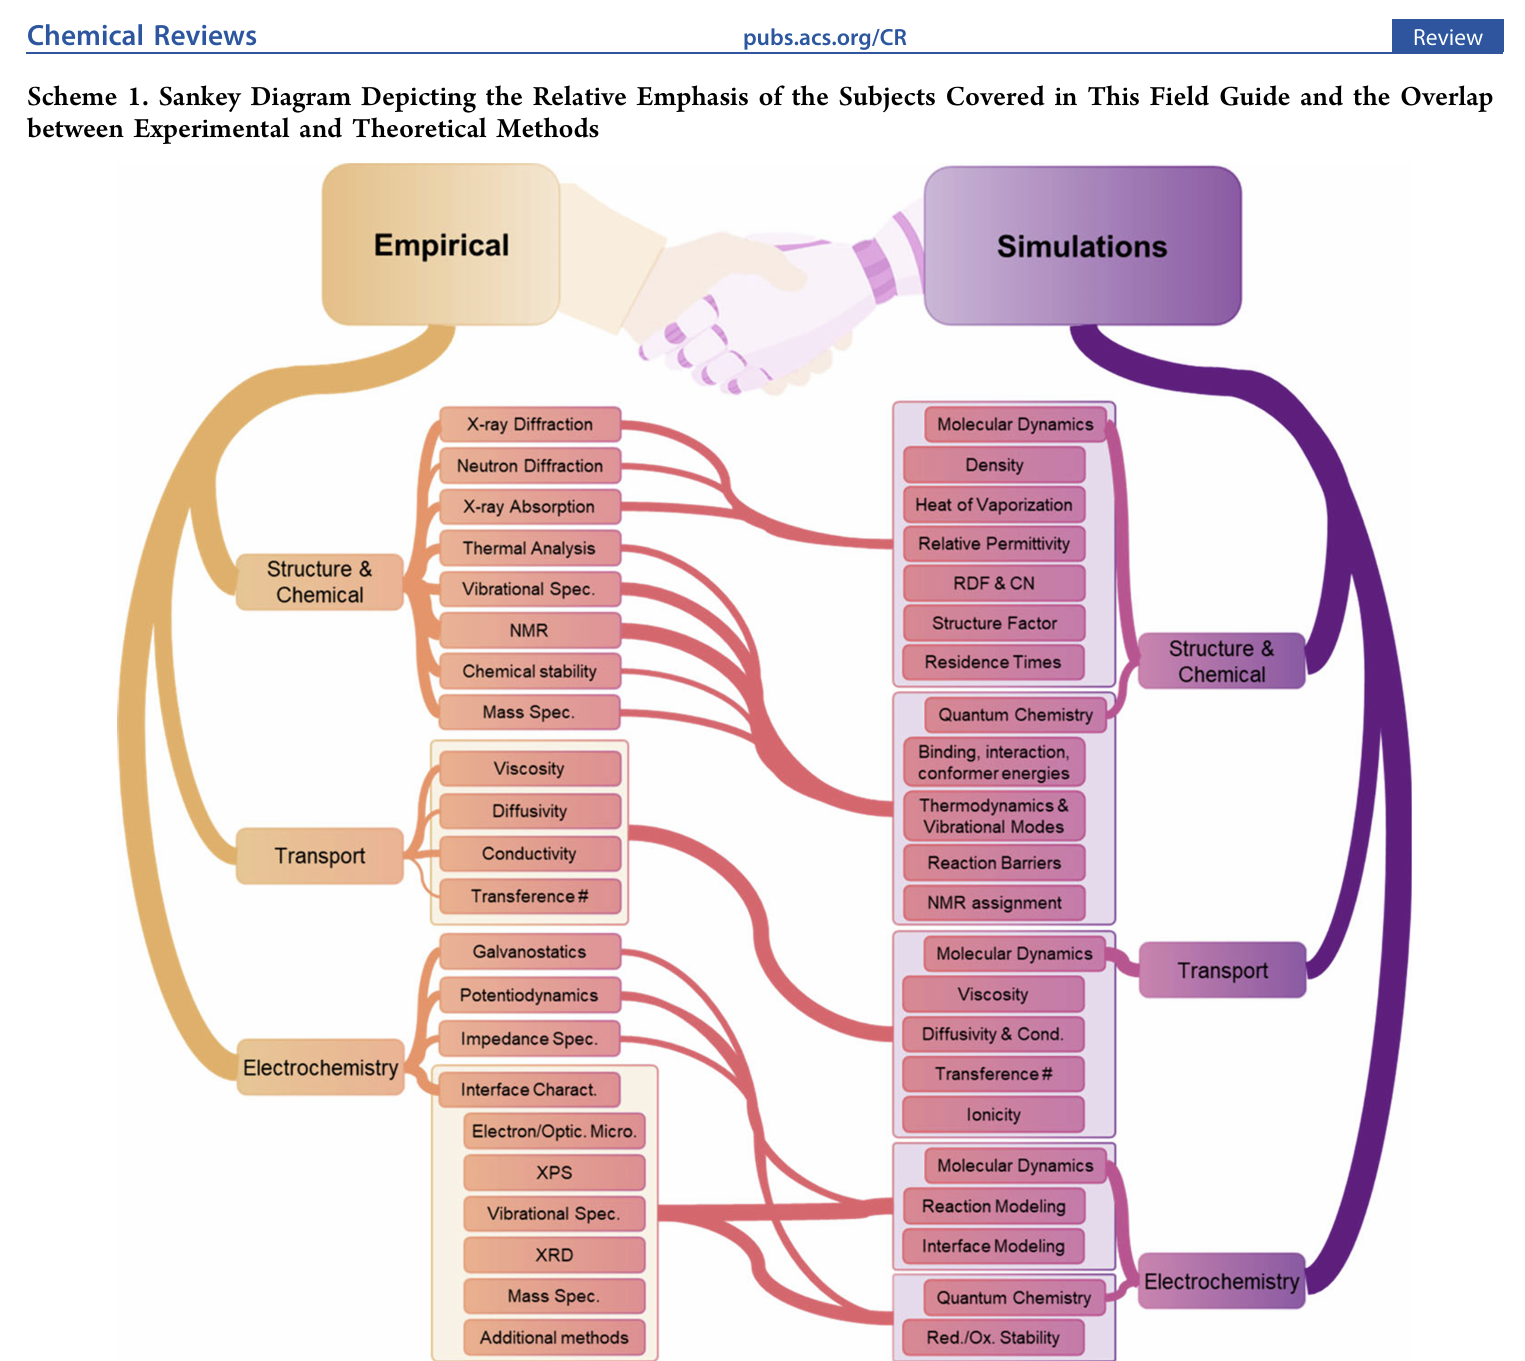 Chemical Reviews
pubs.acs.org/CR
Review
Scheme 1. Sankey Diagram Depicting the Relative Emphasis of the Subjects Covered in This Field Guide and the Overlap
between Experimental and Theoretical Methods
Empirical
Simulations
Structure &
Chemical
X-ray Diffraction
Neutron Diffraction
X-ray Absorption
Thermal Analysis
Vibrational Spec.
NMR
Chemical stability
Mass Spec.
Transport
Viscosity
Diffusivity
Conductivity
Transference #
Electrochemistry
Galvanostatics
Potentiodynamics
Impedance Spec.
Interface Charact.
Electron/Optic. Micro.
XPS
Vibrational Spec.
XRD
Mass Spec.
Additional methods
Molecular Dynamics
Density
Heat of Vaporization
Relative Permittivity
RDF & CN
Structure Factor
Residence Times
Quantum Chemistry
Binding, interaction,
conformer energies
Thermodynamics &
Vibrational Modes
Reaction Barriers
NMR assignment
Structure &
Chemical
Molecular Dynamics
Viscosity
Diffusivity & Cond.
Transference #
Ionicity
Transport
Molecular Dynamics
Reaction Modeling
Interface Modeling
Quantum Chemistry
Red./Ox. Stability
Electrochemistry